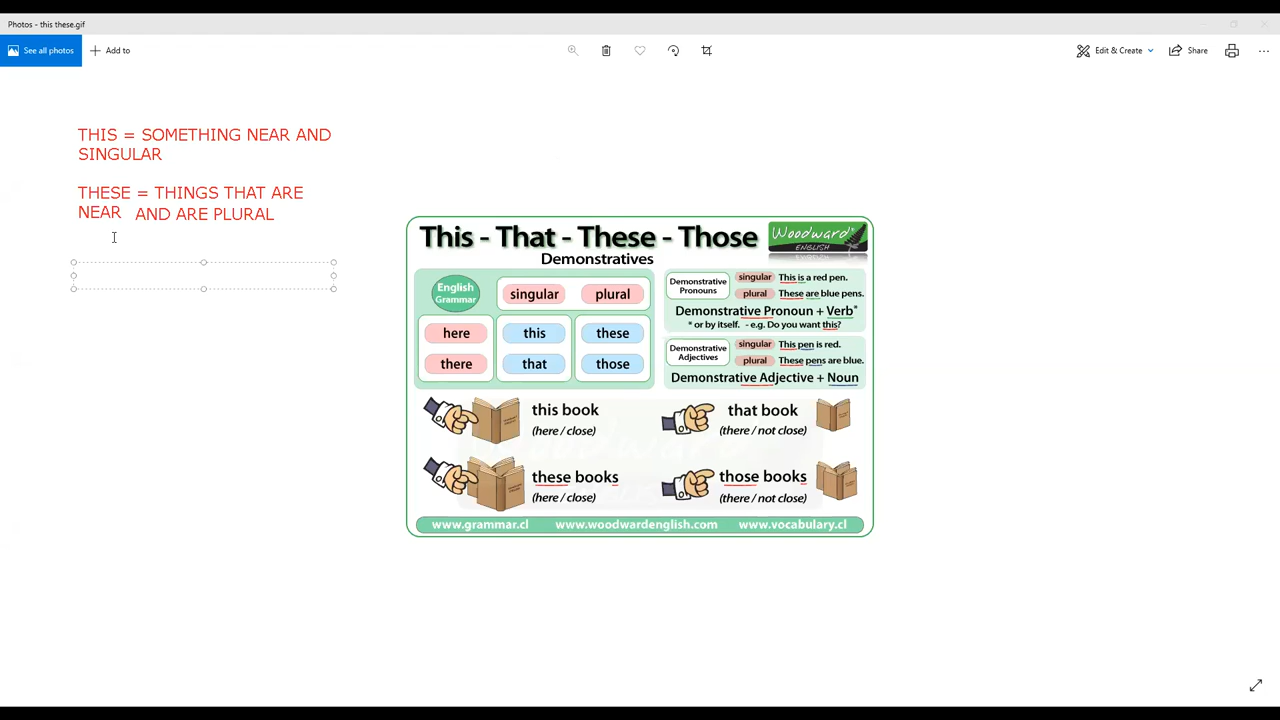 Photos - this these.gif
See all photos
Add to
Edit & Create
Share
THIS = SOMETHING NEAR AND
SINGULAR
THESE = THINGS THAT ARE
NEAR AND ARE PLURAL
This - That - These - Those
Demonstratives
Woodward®
ENGLISH
English
Grammar
singular plural
here this these
there that those
Demonstrative
Pronouns
singular This is a red pen.
plural These are blue pens.
Demonstrative Pronoun + Verb*
* or by itself. - e.g. Do you want this?
Demonstrative
Adjectives
singular This pen is red.
plural These pens are blue.
Demonstrative Adjective + Noun
this book
(here / close)
that book
(there / not close)
these books
(here / close)
those books
(there / not close)
www.grammar.cl www.woodwardenglish.com www.vocabulary.cl